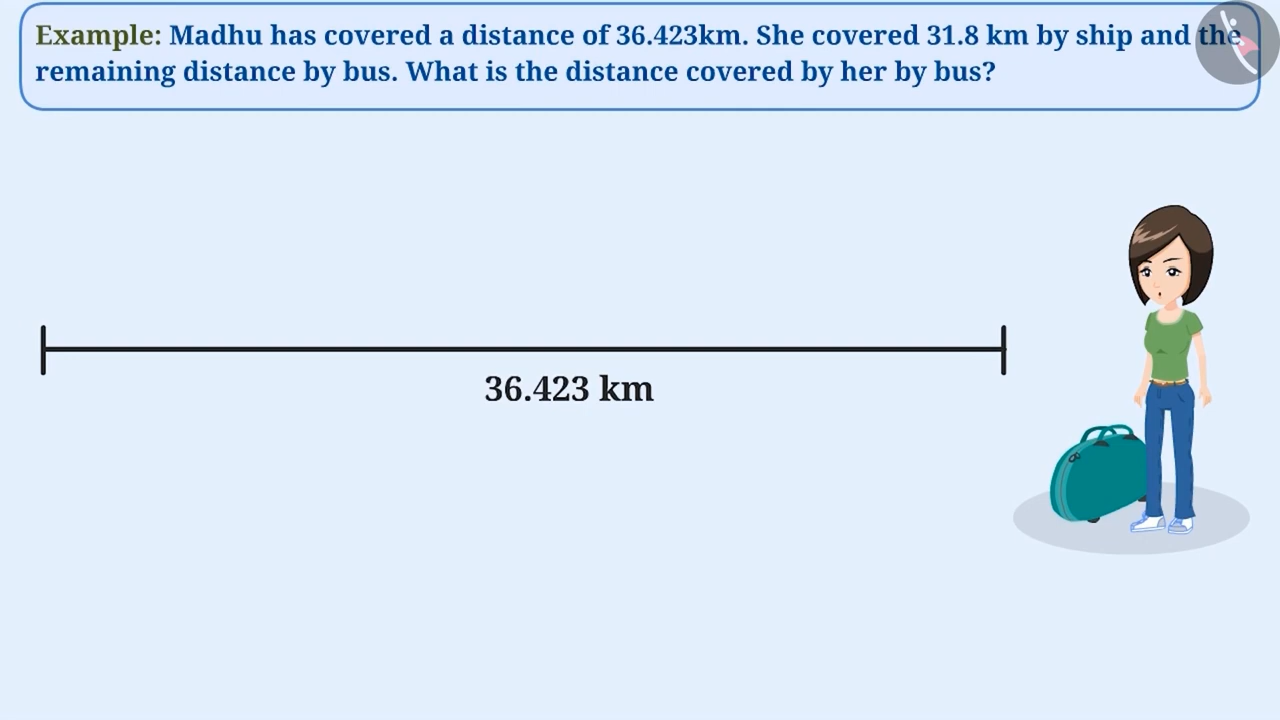 Example: Madhu has covered a distance of 36.423km. She covered 31.8 km by ship and the
remaining distance by bus. What is the distance covered by her by bus?
36.423 km